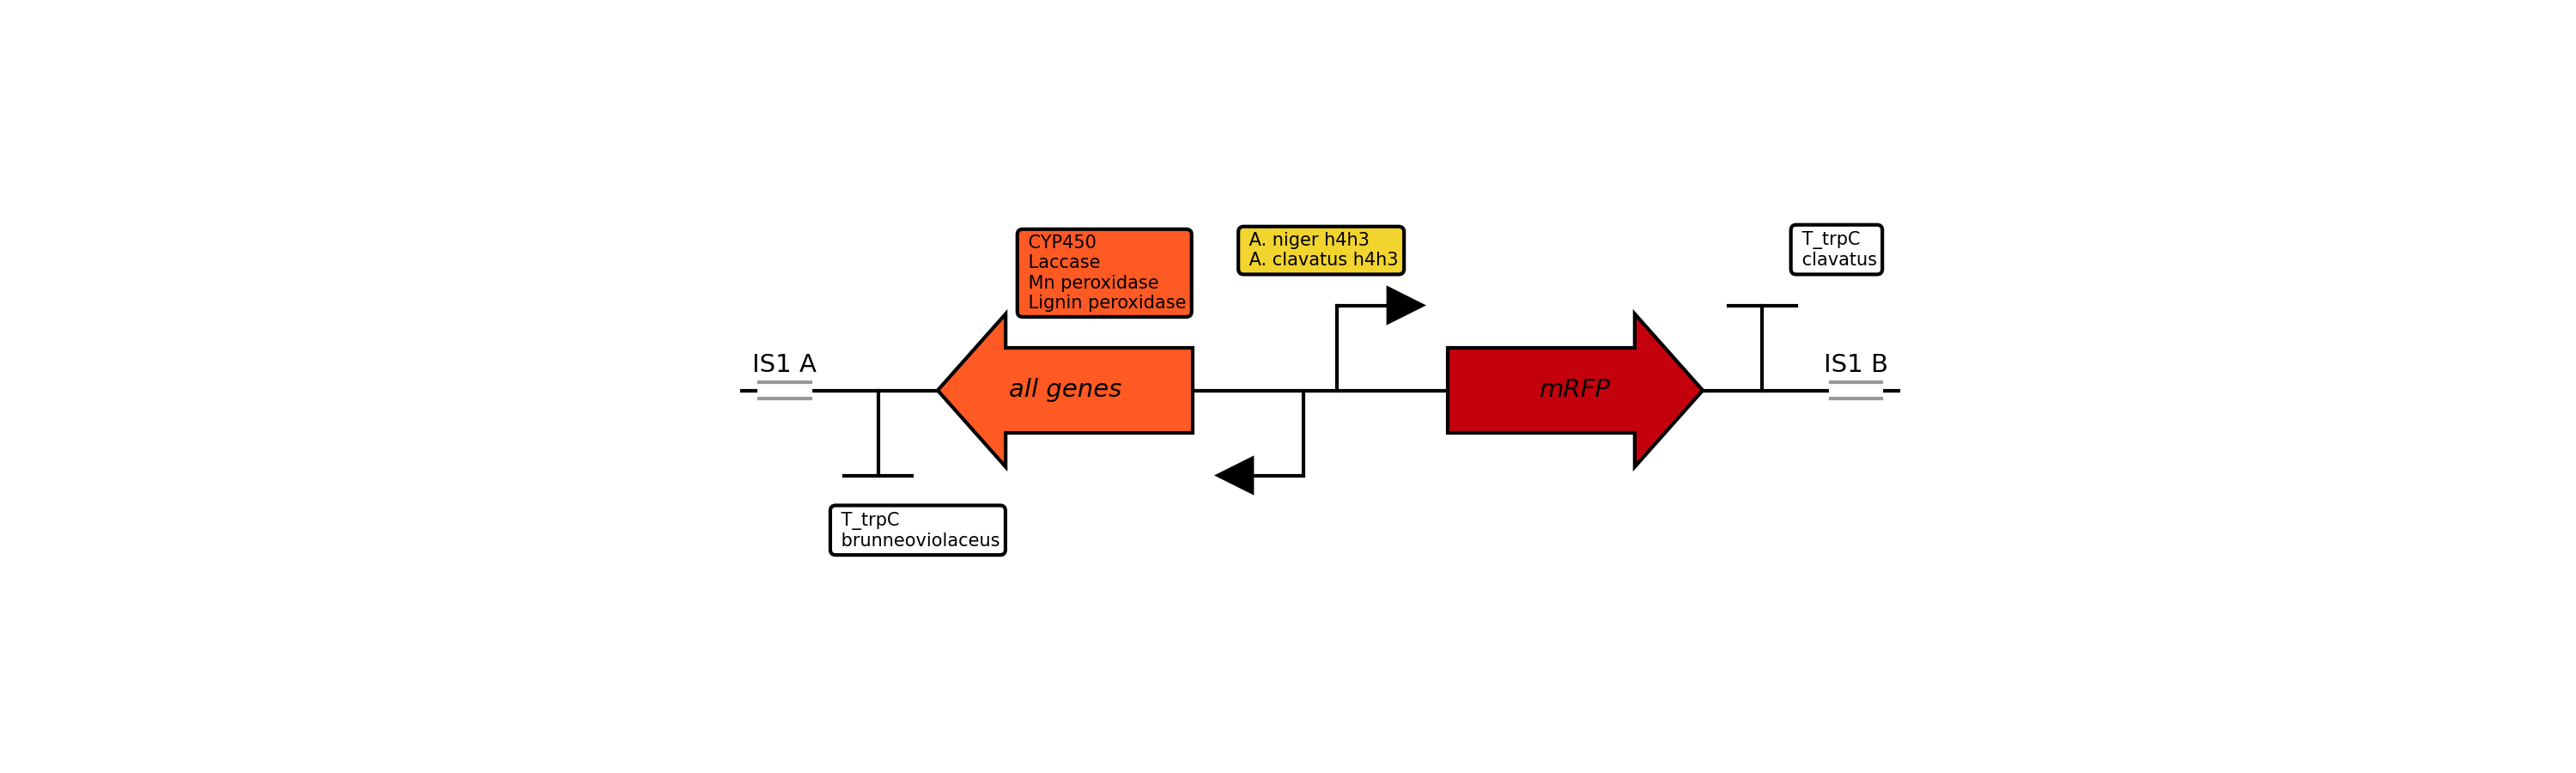 CYP450
Laccase
Mn peroxidase
Lignin peroxidase
A. niger h4h3
A. clavatus h4h3
T_trpC
clavatus
IS1 A
all genes
mRFP
IS1 B
T_trpC
brunneoviolaceus